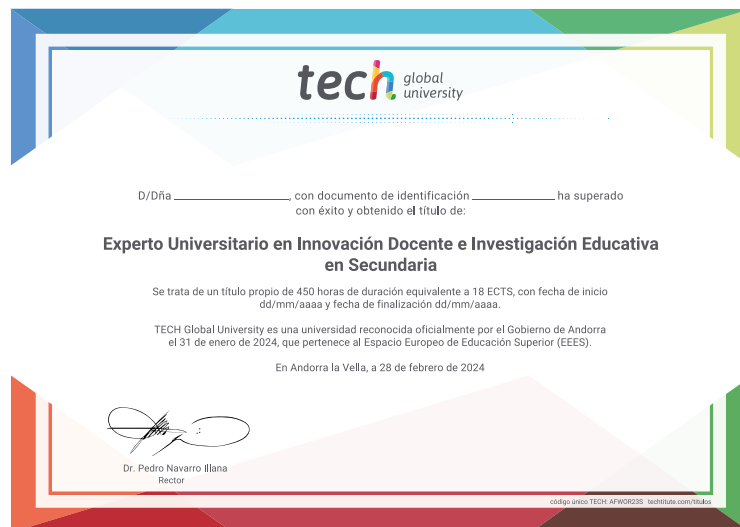 tech global
university
D/Dña ______________, con documento de identificación __________ ha superado
con éxito y obtenido el título de:
Experto Universitario en Innovación Docente e Investigación Educativa
en Secundaria
Se trata de un título propio de 450 horas de duración equivalente a 18 ECTS, con fecha de inicio
dd/mm/aaaa y fecha de finalización dd/mm/aaaa.
TECH Global University es una universidad reconocida oficialmente por el Gobierno de Andorra
el 31 de enero de 2024, que pertenece al Espacio Europeo de Educación Superior (EEES).
En Andorra la Vella, a 28 de febrero de 2024
Dr. Pedro Navarro Illana
Rector
código único TECH: AFWOR23S techtitute.com/titulos